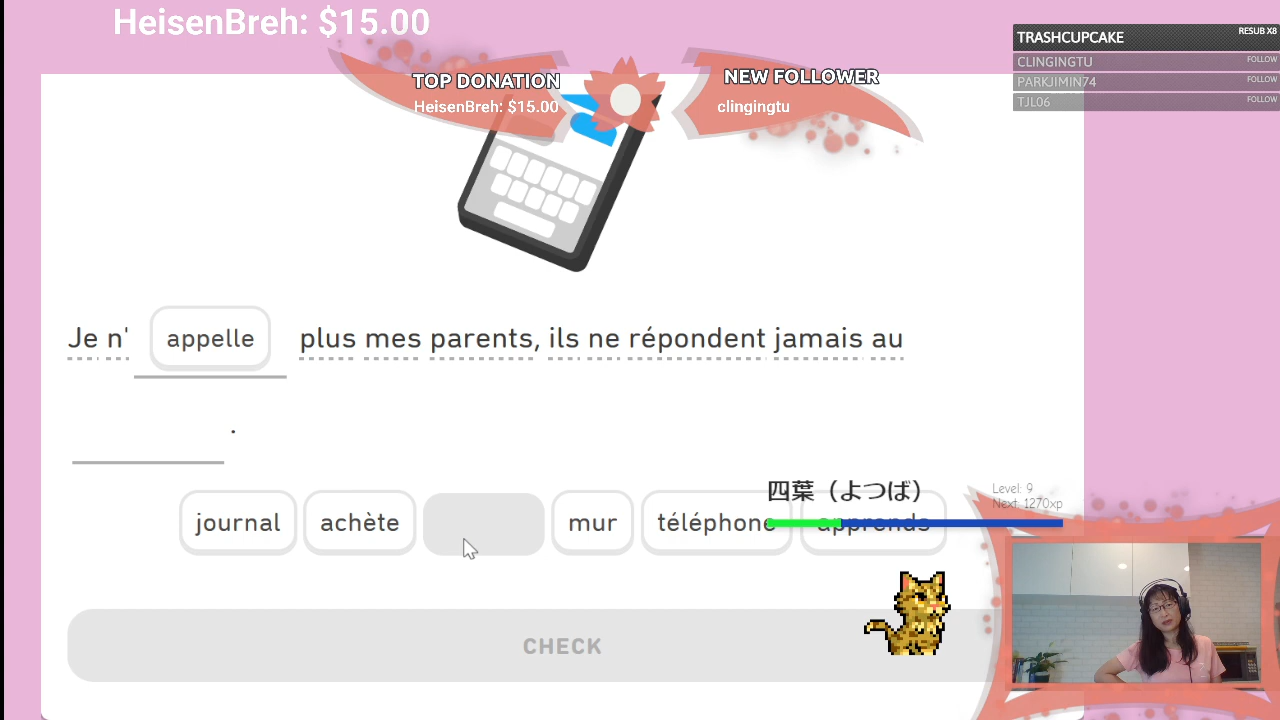 HeisenBreh: $15.00
TOP DONATION
HeisenBreh: $15.00
NEW FOLLOWER
clingingtu
TRASHCUPCAKE RESUB X8
CLINGINGTU FOLLOW
PARKJIMIN74 FOLLOW
TJL06 FOLLOW
Je n' appelle plus mes parents, ils ne répondent jamais au
.
journal achète mur téléphone apprends
四葉（よつば）
Level: 9
Next: 1270xp
CHECK